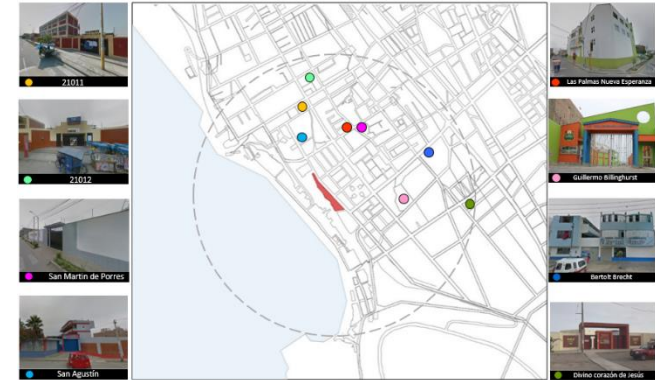 21011
21012
San Martin de Porres
San Agustín
Las Palmas Nueva Esperanza
Guillermo Billinghurst
Bertolt Brecht
Divino corazón de Jesús